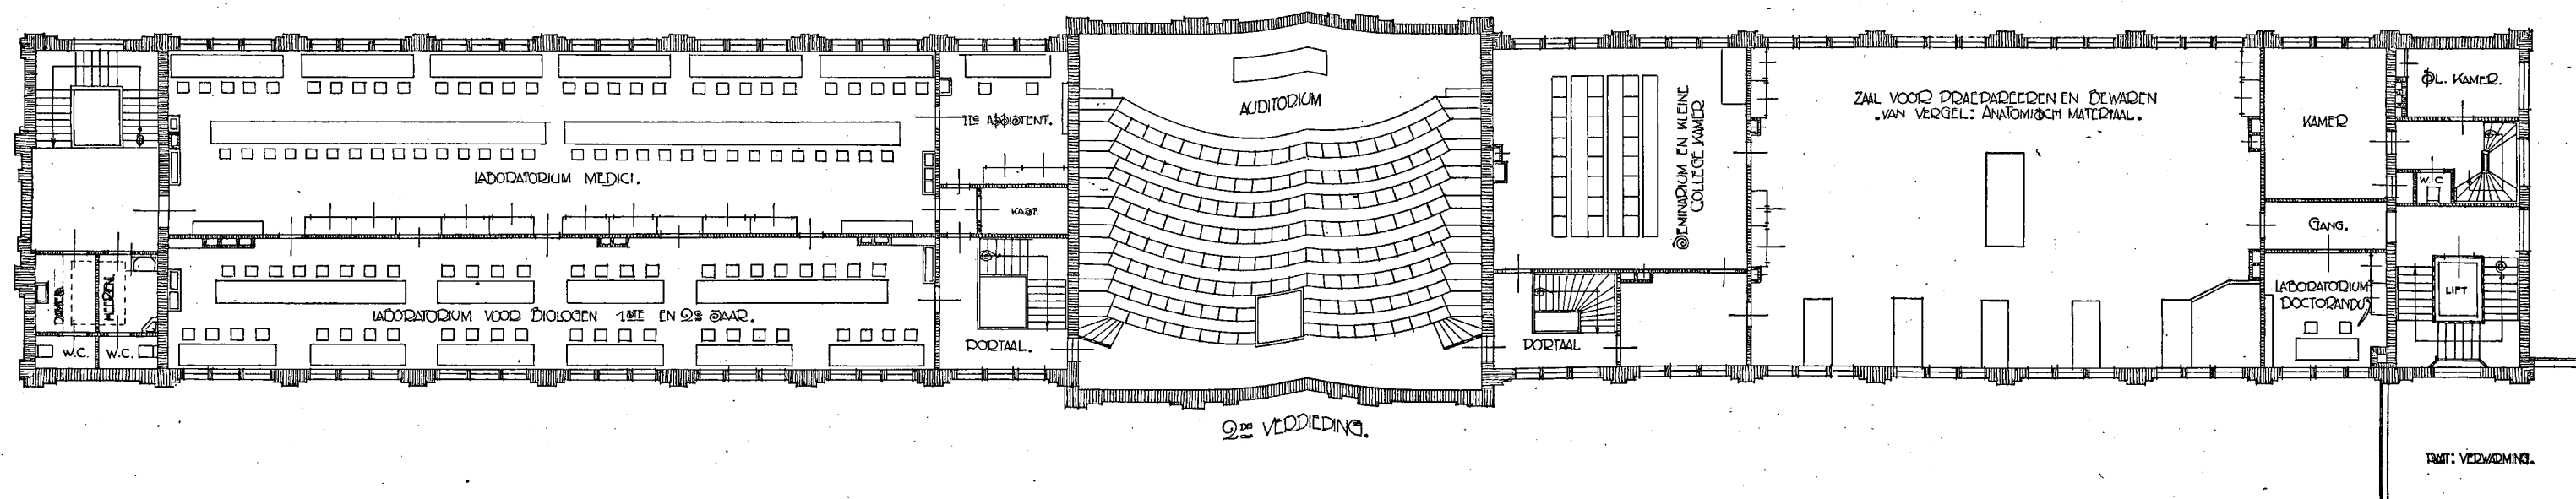 AUDITORIUM
1STE ASSISTENT.
LABORATORIUM MEDICI.
KAST.
SEMINARIUM EN KLEINE
COLLEGE KAMER
ZAAL VOOR PRAEPAREEREN EN BEWAREN
VAN VERGEL: ANATOMISCH MATERIAAL.
KAMER
SL. KAMER.
W.C
GANG.
LABORATORIUM
DOCTORANDUS
LIFT
DAMES
HEEREN.
W.C.
W.C.
LABORATORIUM VOOR BIOLOGEN 1STE EN 2DE JAAR.
PORTAAL.
PORTAAL
2DE VERDIEPING.
VERWARMING.